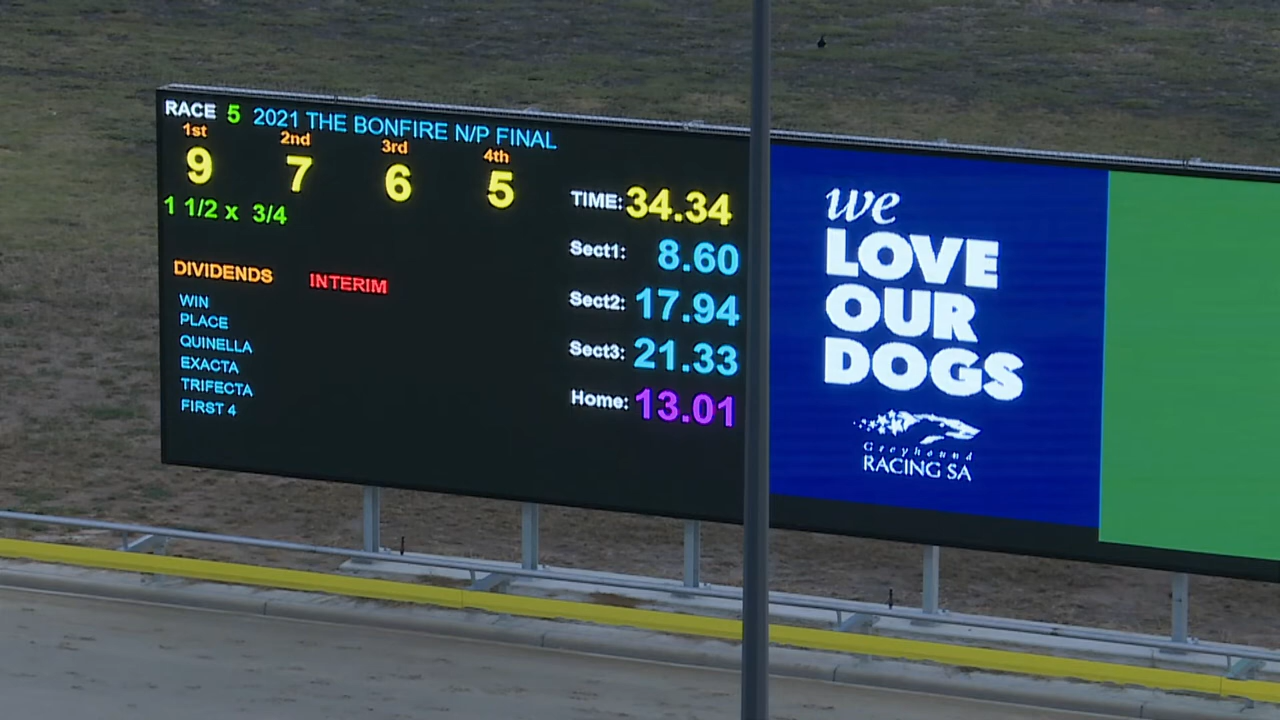 RACE 5 2021 THE BONFIRE N/P FINAL
1st 2nd 3rd 4th
9 7 6 5
1 1/2 x 3/4
TIME: 34.34
Sect1: 8.60
Sect2: 17.94
Sect3: 21.33
Home: 13.01
DIVIDENDS INTERIM
WIN
PLACE
QUINELLA
EXACTA
TRIFECTA
FIRST 4
we
LOVE
OUR
DOGS
Greyhound
RACING SA